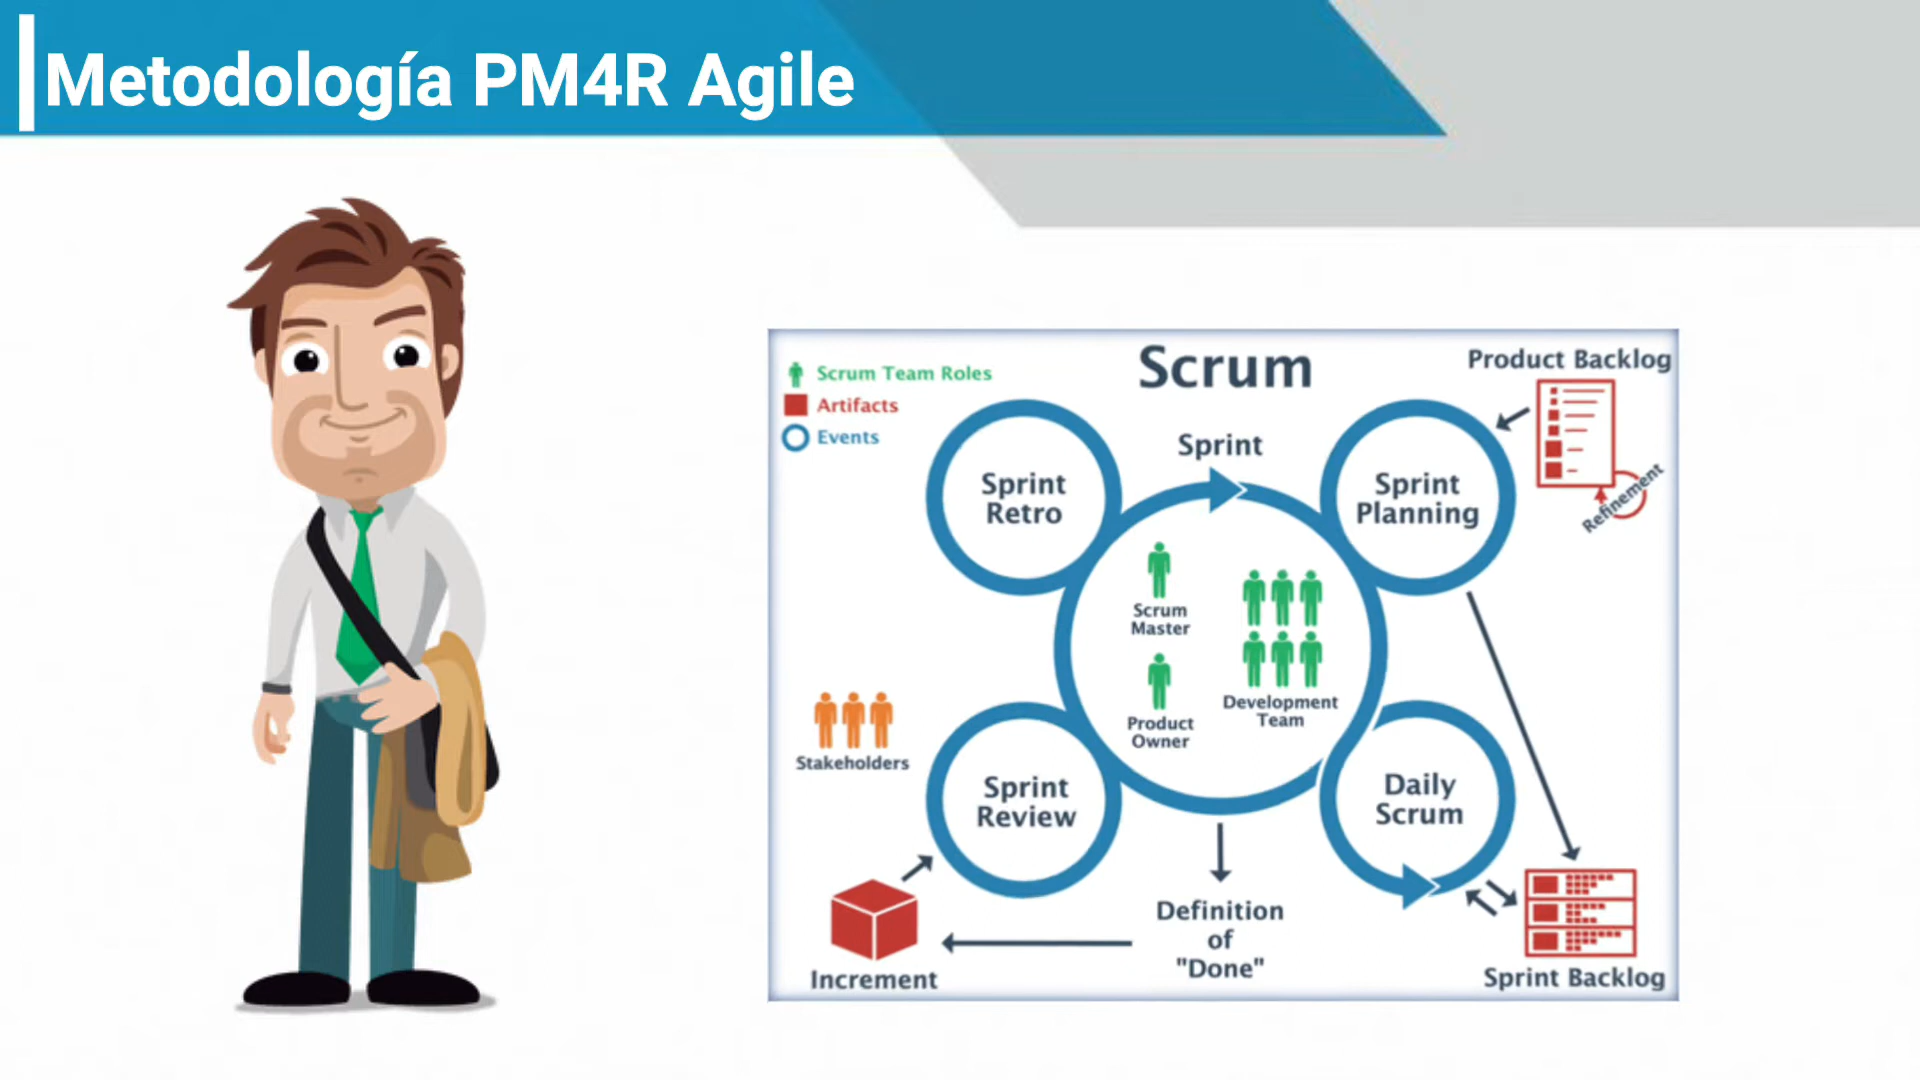 Metodología PM4R Agile
Scrum
Scrum Team Roles
Artifacts
Events
Product Backlog
Refinement
Sprint
Sprint
Retro
Sprint
Planning
Scrum
Master
Product
Owner
Development
Team
Stakeholders
Sprint
Review
Daily
Scrum
Increment
Definition
of
"Done"
Sprint Backlog